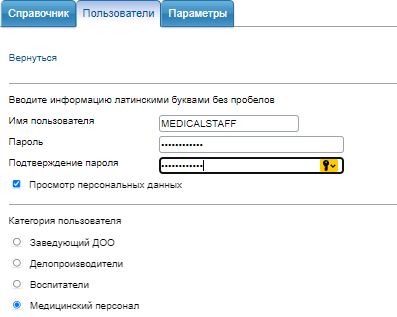 Справочник Пользователи Параметры
Вернуться
Вводите информацию латинскими буквами без пробелов
Имя пользователя MEDICALSTAFF
Пароль ••••••••••••
Подтверждение пароля ••••••••••••
Просмотр персональных данных
Категория пользователя
Заведующий ДОО
Делопроизводители
Воспитатели
Медицинский персонал